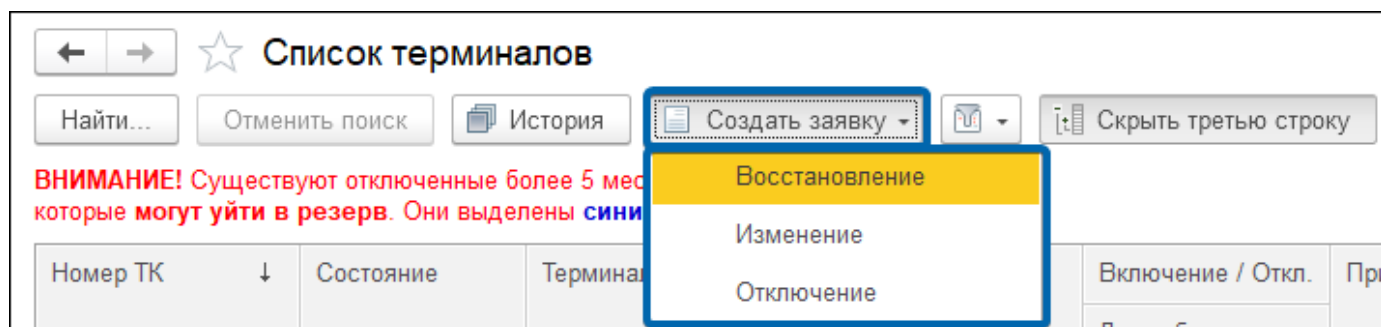 Список терминалов
Найти... Отменить поиск История Создать заявку Скрыть третью строку
ВНИМАНИЕ! Существуют отключенные более 5 мес
Восстановление
которые могут уйти в резерв. Они выделены сини
Изменение
Номер ТК ↓ Состояние Терминал Включение / Откл.
Отключение